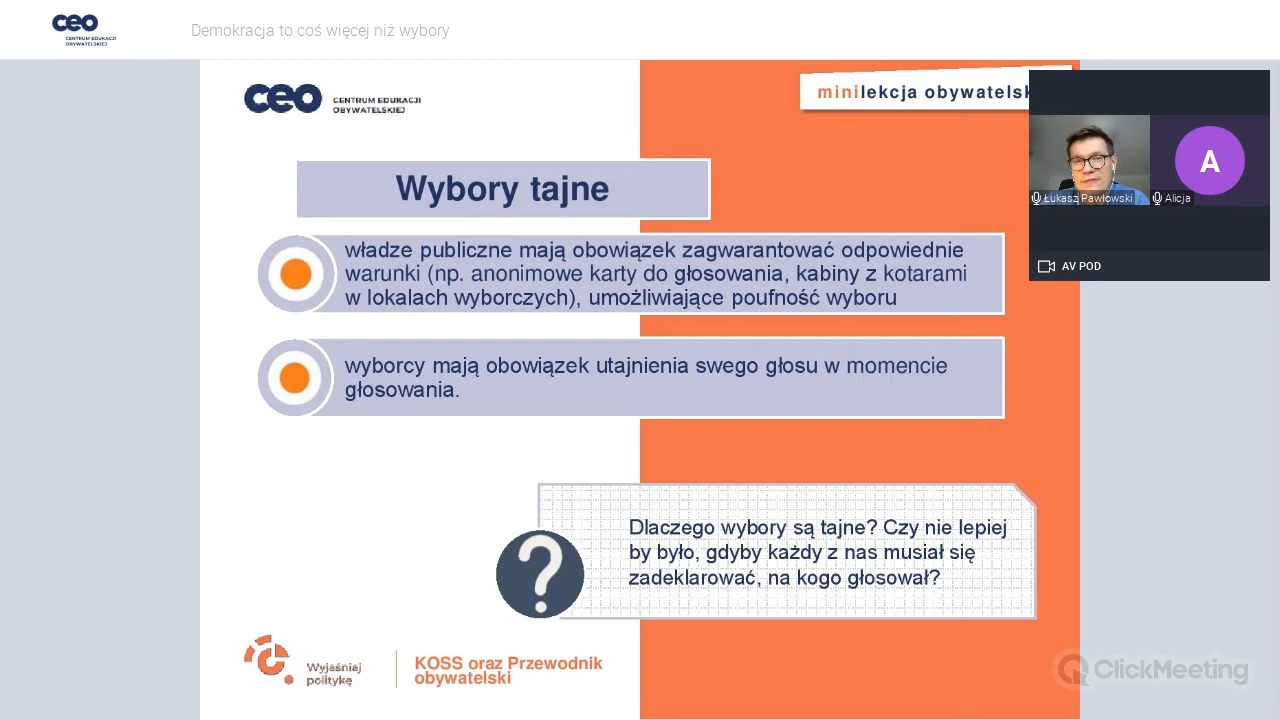 ceo
CENTRUM EDUKACJI
OBYWATELSKIEJ
Demokracja to coś więcej niż wybory
ceo
CENTRUM EDUKACJI
OBYWATELSKIEJ
minilekcja obywatelsk
Wybory tajne
władze publiczne mają obowiązek zagwarantować odpowiednie
warunki (np. anonimowe karty do głosowania, kabiny z kotarami
w lokalach wyborczych), umożliwiające poufność wyboru
wyborcy mają obowiązek utajnienia swego głosu w momencie
głosowania.
Dlaczego wybory są tajne? Czy nie lepiej
by było, gdyby każdy z nas musiał się
zadeklarować, na kogo głosował?
?
Wyjaśniaj
politykę
KOSS oraz Przewodnik
obywatelski
A
Łukasz Pawłowski
Alicja
AV POD
ClickMeeting